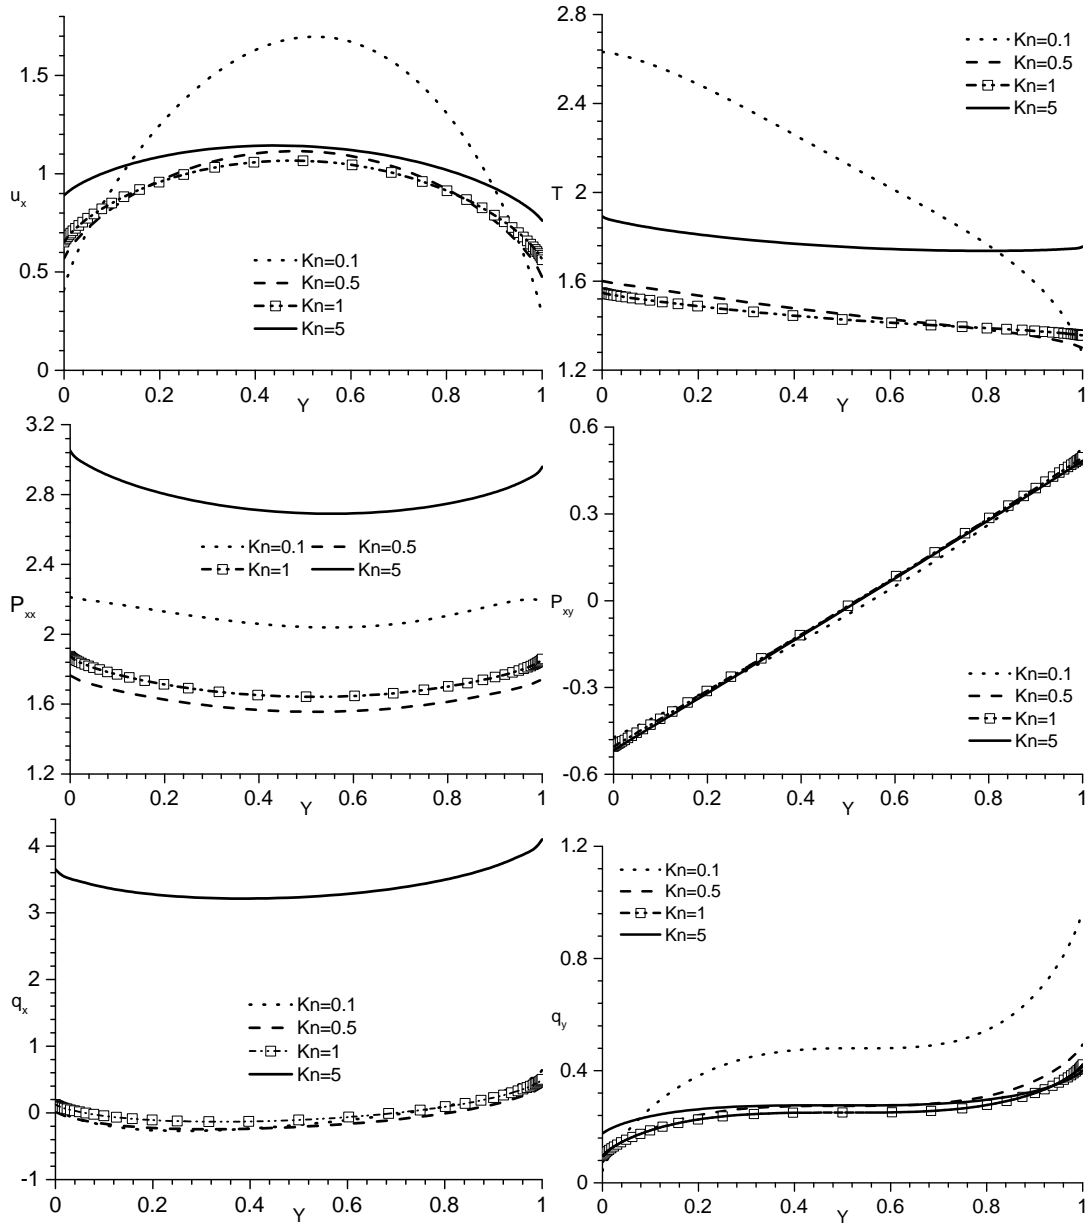 1.5
1
0.5
0
u_x
0 0.2 0.4 0.6 0.8 1
Y
Kn=0.1
Kn=0.5
Kn=1
Kn=5
2.8
2.4
2
1.6
1.2
T
0 0.2 0.4 0.6 0.8 1
Y
Kn=0.1
Kn=0.5
Kn=1
Kn=5
3.2
2.8
2.4
2
1.6
1.2
P_xx
0 0.2 0.4 0.6 0.8 1
Y
Kn=0.1 Kn=0.5
Kn=1 Kn=5
0.6
0.3
0
-0.3
-0.6
P_xy
0 0.2 0.4 0.6 0.8 1
Y
Kn=0.1
Kn=0.5
Kn=1
Kn=5
4
3
2
1
0
-1
q_x
0 0.2 0.4 0.6 0.8 1
Y
Kn=0.1
Kn=0.5
Kn=1
Kn=5
1.2
0.8
0.4
0
q_y
0 0.2 0.4 0.6 0.8 1
Y
Kn=0.1
Kn=0.5
Kn=1
Kn=5